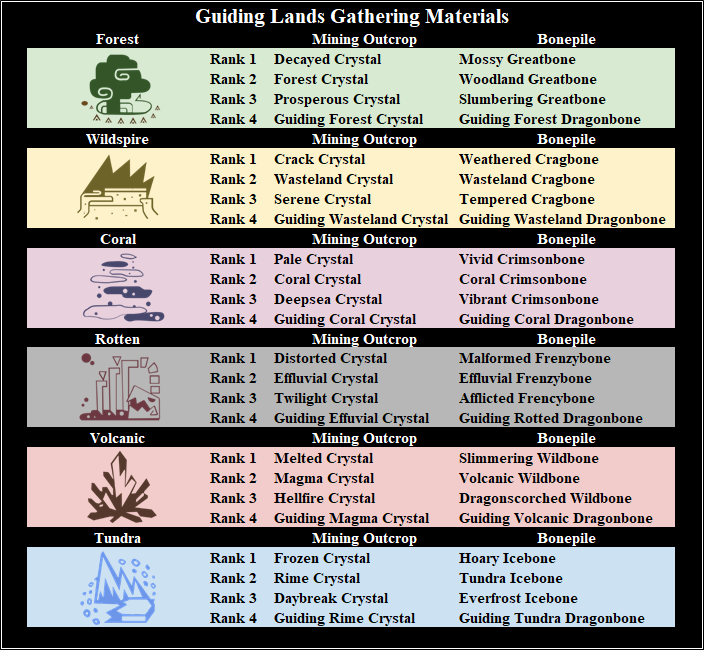 Guiding Lands Gathering Materials
Forest Mining Outcrop Bonepile
Rank 1 Decayed Crystal Mossy Greatbone
Rank 2 Forest Crystal Woodland Greatbone
Rank 3 Prosperous Crystal Slumbering Greatbone
Rank 4 Guiding Forest Crystal Guiding Forest Dragonbone
Wildspire Mining Outcrop Bonepile
Rank 1 Crack Crystal Weathered Cragbone
Rank 2 Wasteland Crystal Wasteland Cragbone
Rank 3 Serene Crystal Tempered Cragbone
Rank 4 Guiding Wasteland Crystal Guiding Wasteland Dragonbone
Coral Mining Outcrop Bonepile
Rank 1 Pale Crystal Vivid Crimsonbone
Rank 2 Coral Crystal Coral Crimsonbone
Rank 3 Deepsea Crystal Vibrant Crimsonbone
Rank 4 Guiding Coral Crystal Guiding Coral Dragonbone
Rotten Mining Outcrop Bonepile
Rank 1 Distorted Crystal Malformed Frenzybone
Rank 2 Effluvial Crystal Effluvial Frenzybone
Rank 3 Twilight Crystal Afflicted Frencybone
Rank 4 Guiding Effuvial Crystal Guiding Rotted Dragonbone
Volcanic Mining Outcrop Bonepile
Rank 1 Melted Crystal Slimmering Wildbone
Rank 2 Magma Crystal Volcanic Wildbone
Rank 3 Hellfire Crystal Dragonscorched Wildbone
Rank 4 Guiding Magma Crystal Guiding Volcanic Dragonbone
Tundra Mining Outcrop Bonepile
Rank 1 Frozen Crystal Hoary Icebone
Rank 2 Rime Crystal Tundra Icebone
Rank 3 Daybreak Crystal Everfrost Icebone
Rank 4 Guiding Rime Crystal Guiding Tundra Dragonbone